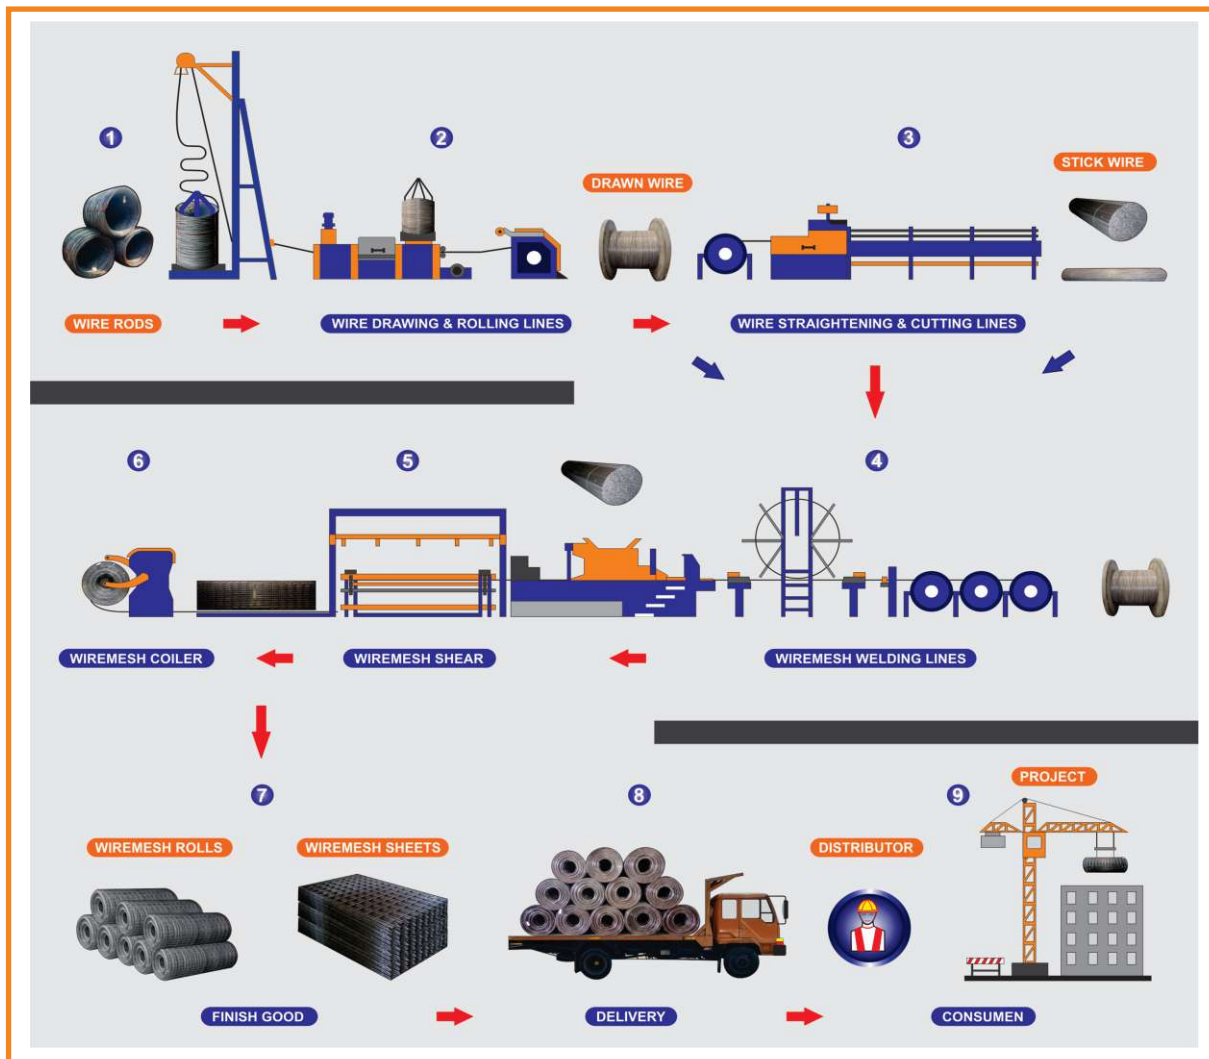 1
2
3
STICK WIRE
DRAWN WIRE
WIRE RODS
WIRE DRAWING & ROLLING LINES
WIRE STRAIGHTENING & CUTTING LINES
6
5
4
WIREMESH COILER
WIREMESH SHEAR
WIREMESH WELDING LINES
7
8
9
PROJECT
WIREMESH ROLLS
WIREMESH SHEETS
DISTRIBUTOR
FINISH GOOD
DELIVERY
CONSUMEN